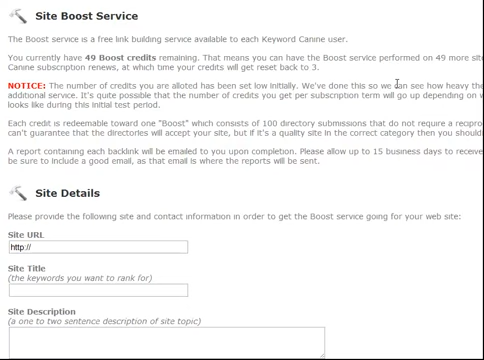 Site Boost Service
The Boost service is a free link building service available to each Keyword Canine user.
You currently have 49 Boost credits remaining. That means you can have the Boost service performed on 49 more
Canine subscription renews, at which time your credits will get reset back to 3.
NOTICE: The number of credits you are alloted has been set low initially. We've done this so we can see how heavy the
additional service. It's quite possible that the number of credits you get per subscription term will go up depending on
looks like during this initial test period.
Each credit is redeemable toward one "Boost" which consists of 100 directory submissions that do not require a
can't guarantee that the directories will accept your site, but if it's a quality site in the correct category then you
A report containing each backlink will be emailed to you upon completion. Please allow up to 15 business days to
be sure to include a good email, as that email is where the reports will be sent.
Site Details
Please provide the following site and contact information in order to get the Boost service going for your web site:
Site URL
http://
Site Title
(the keywords you want to rank for)
Site Description
(a one to two sentence description of site topic)